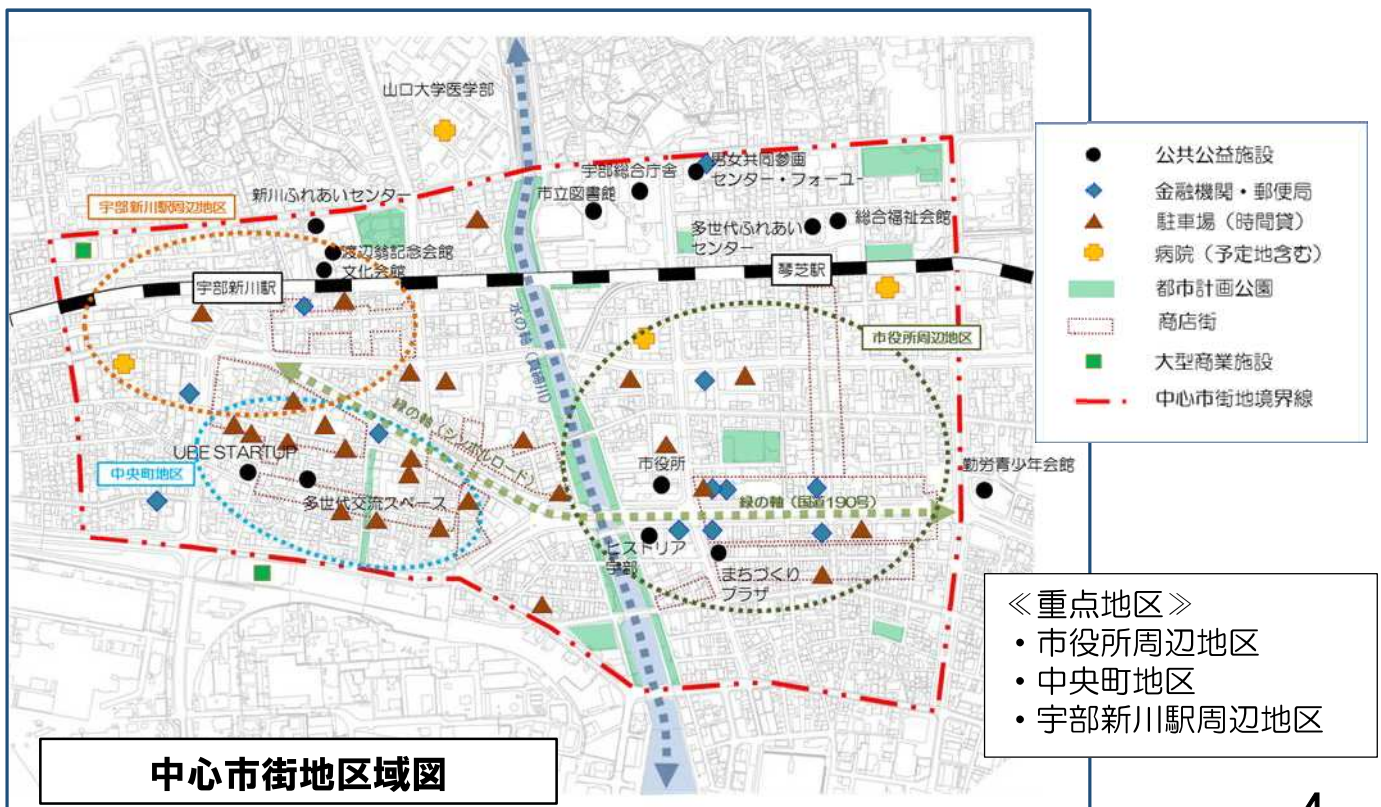 山口大学医学部
男女共同参画
センター・フォーユー
宇部総合庁舎
新川ふれあいセンター
市立図書館
宇部新川駅周辺地区
総合福祉会館
多世代ふれあい
センター
渡辺翁記念会館
文化会館
琴芝駅
宇部新川駅
水の軸（真締川）
市役所周辺地区
緑の軸（シンボルロード）
UBE STARTUP
市役所
勤労青少年会館
中央町地区
多世代交流スペース
緑の軸（国道190号）
ヒストリア
宇部
まちづくり
プラザ
公共公益施設
金融機関・郵便局
駐車場（時間貸）
病院（予定地含む）
都市計画公園
商店街
大型商業施設
中心市街地境界線
≪重点地区≫
・市役所周辺地区
・中央町地区
・宇部新川駅周辺地区
中心市街地区域図
4